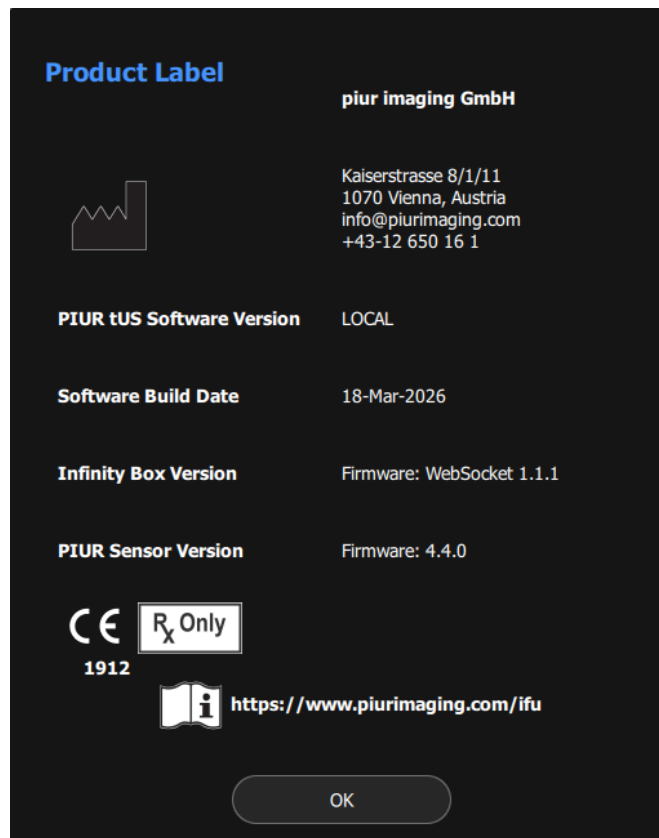 Product Label
piur imaging GmbH
Kaiserstrasse 8/1/11
1070 Vienna, Austria
info@piurimaging.com
+43-12 650 16 1
PIUR tUS Software Version LOCAL
Software Build Date 18-Mar-2026
Infinity Box Version Firmware: WebSocket 1.1.1
PIUR Sensor Version Firmware: 4.4.0
CE Rx Only
1912
i https://www.piurimaging.com/ifu
OK